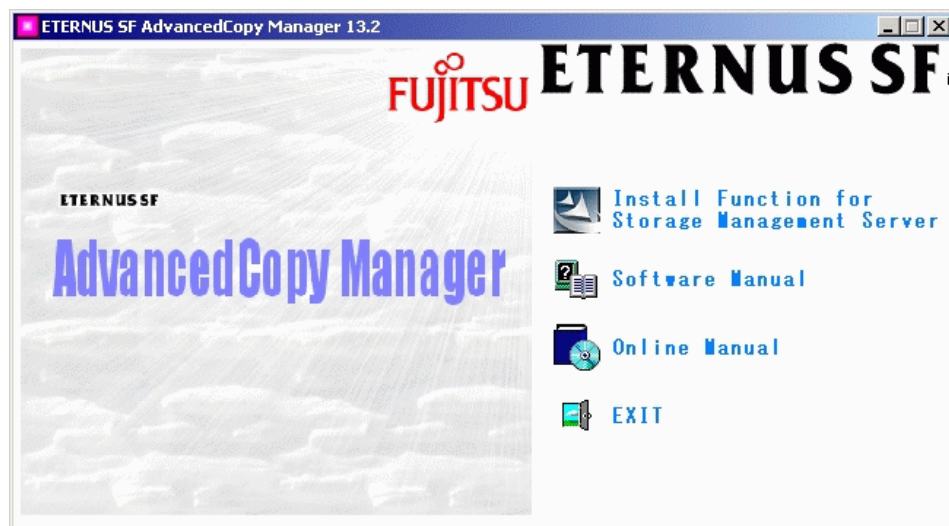 ETERNUS SF AdvancedCopy Manager 13.2
FUJITSU
ETERNUS SF
ETERNUS SF
AdvancedCopy Manager
Install Function for
Storage Management Server
Software Manual
Online Manual
EXIT